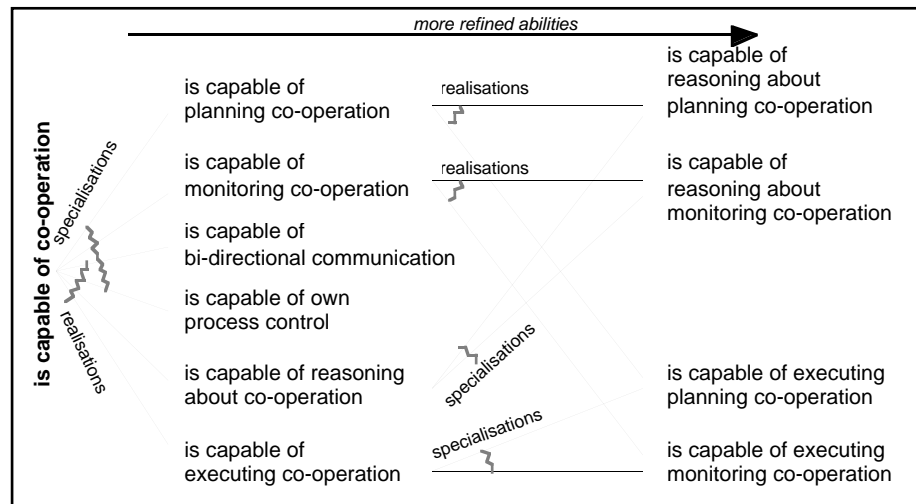 more refined abilities
is capable of co-operation
specialisations
realisations
is capable of
planning co-operation
is capable of
monitoring co-operation
is capable of
bi-directional communication
is capable of own
process control
is capable of reasoning
about co-operation
is capable of
executing co-operation
realisations
realisations
specialisations
specialisations
is capable of
reasoning about
planning co-operation
is capable of
reasoning about
monitoring co-operation
is capable of executing
planning co-operation
is capable of executing
monitoring co-operation